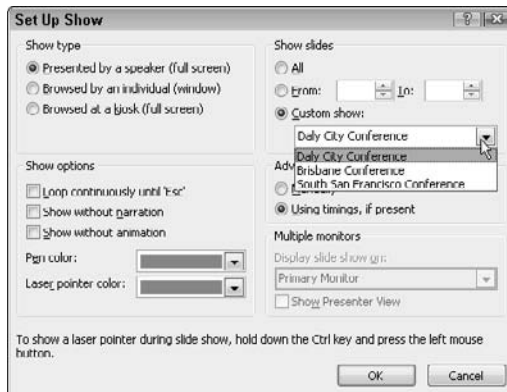 Set Up Show
Show type
Presented by a speaker (full screen)
Browsed by an individual (window)
Browsed at a kiosk (full screen)
Show slides
All
From: To:
Custom show:
Daly City Conference
Daly City Conference
Brisbane Conference
South San Francisco Conference
Show options
Loop continuously until 'Esc'
Show without narration
Show without animation
Pen color:
Laser pointer color:
Adv
Manually
Using timings, if present
Multiple monitors
Display slide show on:
Primary Monitor
Show Presenter View
To show a laser pointer during slide show, hold down the Ctrl key and press the left mouse
button.
OK Cancel